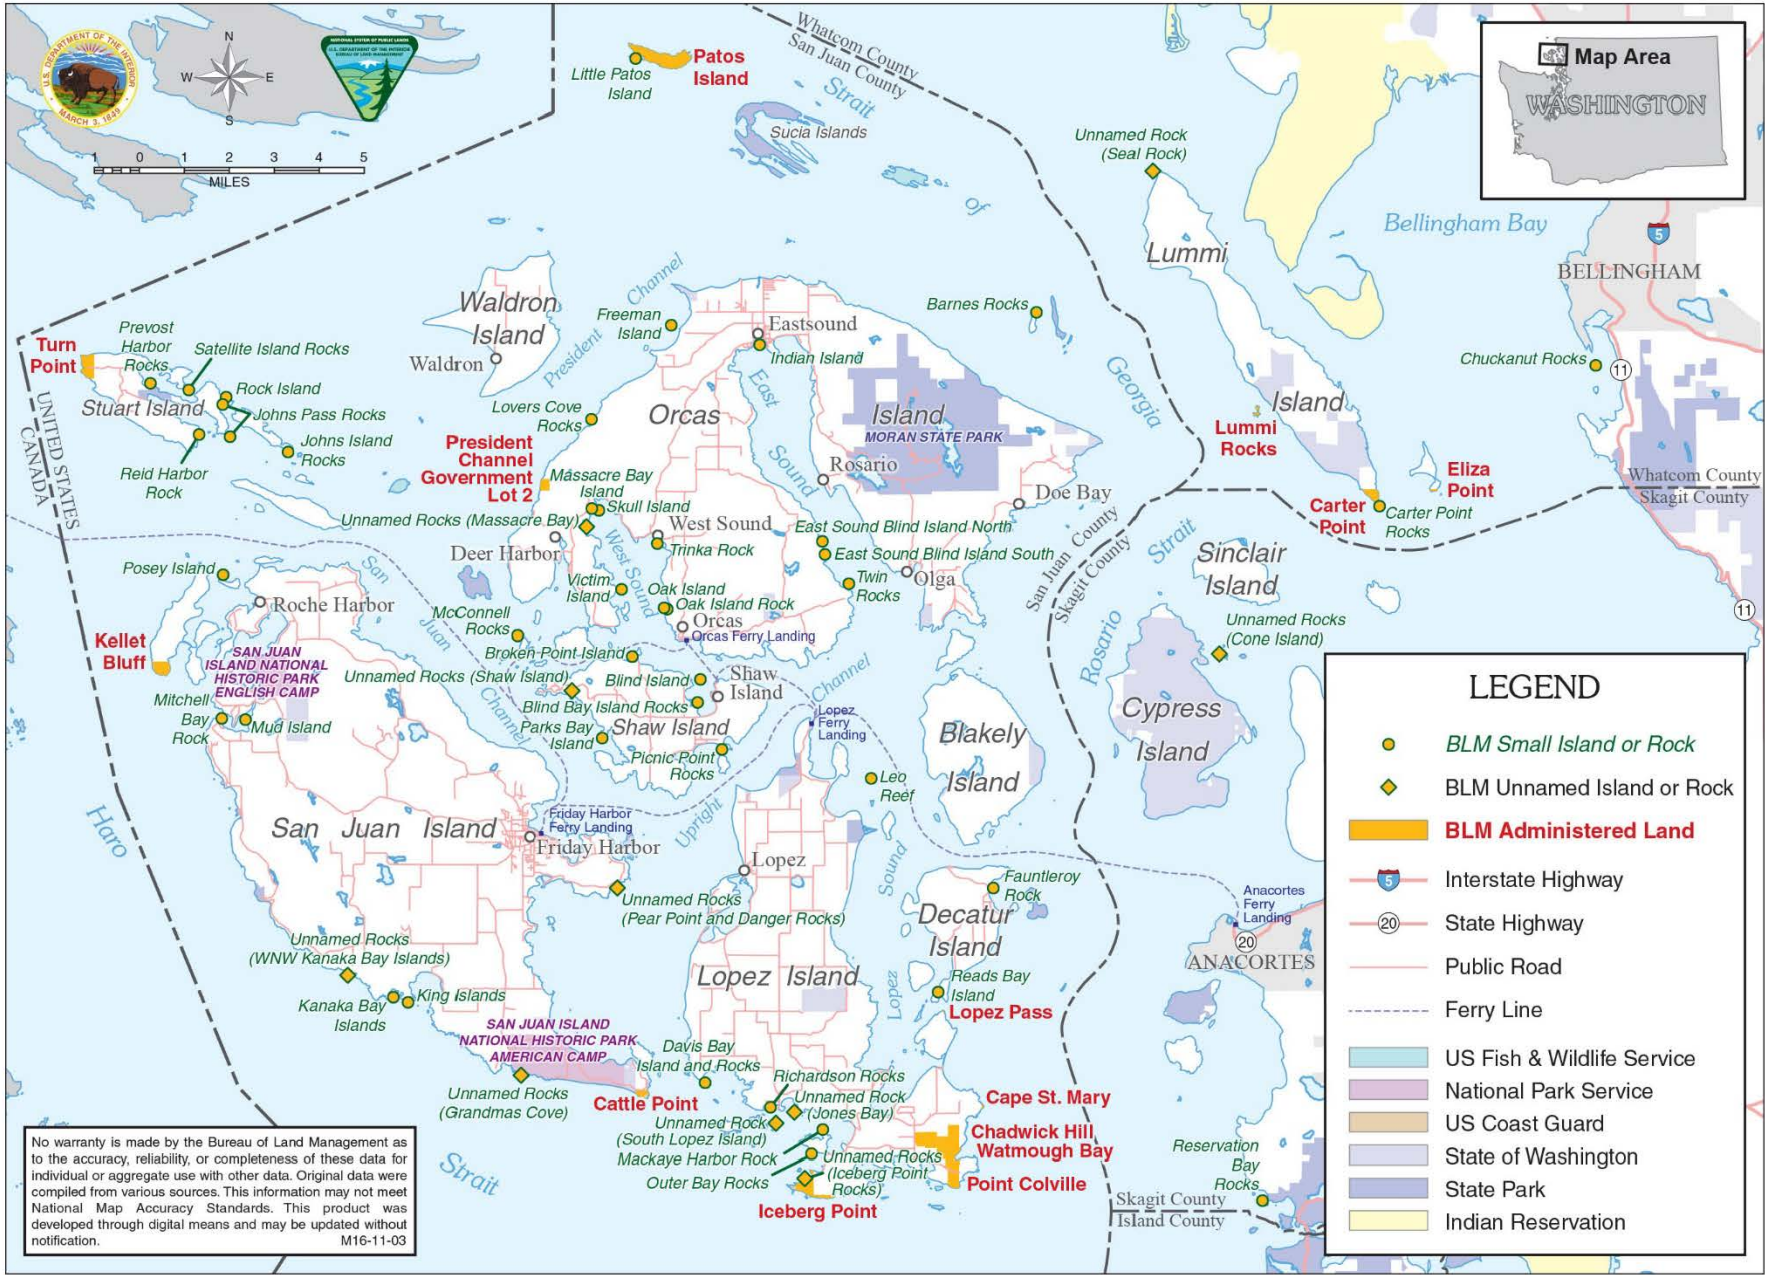 U.S. DEPARTMENT OF THE INTERIOR
MARCH 3, 1849
N
W
E
S
NATIONAL SYSTEM OF PUBLIC LANDS
U.S. DEPARTMENT OF THE INTERIOR
BUREAU OF LAND MANAGEMENT
1 0 1 2 3 4 5
MILES
Little Patos
Island
Patos
Island
Whatcom County
San Juan County
Strait
of
Georgia
Sucia Islands
Unnamed Rock
(Seal Rock)
Map Area
WASHINGTON
Bellingham Bay
5
BELLINGHAM
Lummi
Island
Waldron
Island
Waldron
President
Channel
Freeman
Island
Eastsound
Indian Island
Barnes Rocks
Chuckanut Rocks
11
Turn
Point
Prevost
Harbor
Rocks
Satellite Island Rocks
Rock Island
Johns Pass Rocks
Stuart Island
Johns Island
Rocks
Reid Harbor
Rock
UNITED STATES
CANADA
Lovers Cove
Rocks
Orcas
Island
East
Sound
MORAN STATE PARK
Rosario
Doe Bay
Lummi
Rocks
Eliza
Point
Carter
Point
Carter Point
Rocks
Whatcom County
Skagit County
President
Channel
Government
Lot 2
Massacre Bay
Island
Skull Island
Unnamed Rocks (Massacre Bay)
West Sound
Trinka Rock
Deer Harbor
West Sound
East Sound Blind Island North
East Sound Blind Island South
Olga
Twin
Rocks
San Juan County
Skagit County
Strait
Rosario
Sinclair
Island
11
Posey Island
Roche Harbor
San
Juan
Channel
Victim
Island
Oak Island
Oak Island Rock
Orcas
Orcas Ferry Landing
McConnell
Rocks
Broken Point Island
Unnamed Rocks
(Cone Island)
Kellet
Bluff
SAN JUAN
ISLAND NATIONAL
HISTORIC PARK
ENGLISH CAMP
Unnamed Rocks (Shaw Island)
Blind Island
Shaw
Island
Channel
Blind Bay Island Rocks
Shaw Island
Parks Bay
Island
Picnic Point
Rocks
Lopez
Ferry
Landing
Mitchell
Bay
Rock
Mud Island
Blakely
Island
Cypress
Island
Leo
Reef
Haro
San Juan Island
Friday Harbor
Ferry Landing
Friday Harbor
Upright
Lopez
Sound
Lopez
Fauntleroy
Rock
Decatur
Island
Anacortes
Ferry
Landing
20
ANACORTES
Unnamed Rocks
(Pear Point and Danger Rocks)
Unnamed Rocks
(WNW Kanaka Bay Islands)
Kanaka Bay
Islands
King Islands
Lopez Island
Reads Bay
Island
Lopez Pass
SAN JUAN ISLAND
NATIONAL HISTORIC PARK
AMERICAN CAMP
Davis Bay
Island and Rocks
Richardson Rocks
Unnamed Rocks
(Grandmas Cove)
Cattle Point
Unnamed Rock
(Jones Bay)
Unnamed Rock
(South Lopez Island)
Mackaye Harbor Rock
Outer Bay Rocks
Unnamed Rocks
(Iceberg Point
Rocks)
Iceberg Point
Cape St. Mary
Chadwick Hill
Watmough Bay
Point Colville
Strait
Reservation
Bay
Rocks
Skagit County
Island County
No warranty is made by the Bureau of Land Management as
to the accuracy, reliability, or completeness of these data for
individual or aggregate use with other data. Original data were
compiled from various sources. This information may not meet
National Map Accuracy Standards. This product was
developed through digital means and may be updated without
notification. M16-11-03
LEGEND
BLM Small Island or Rock
BLM Unnamed Island or Rock
BLM Administered Land
5 Interstate Highway
20 State Highway
Public Road
Ferry Line
US Fish & Wildlife Service
National Park Service
US Coast Guard
State of Washington
State Park
Indian Reservation